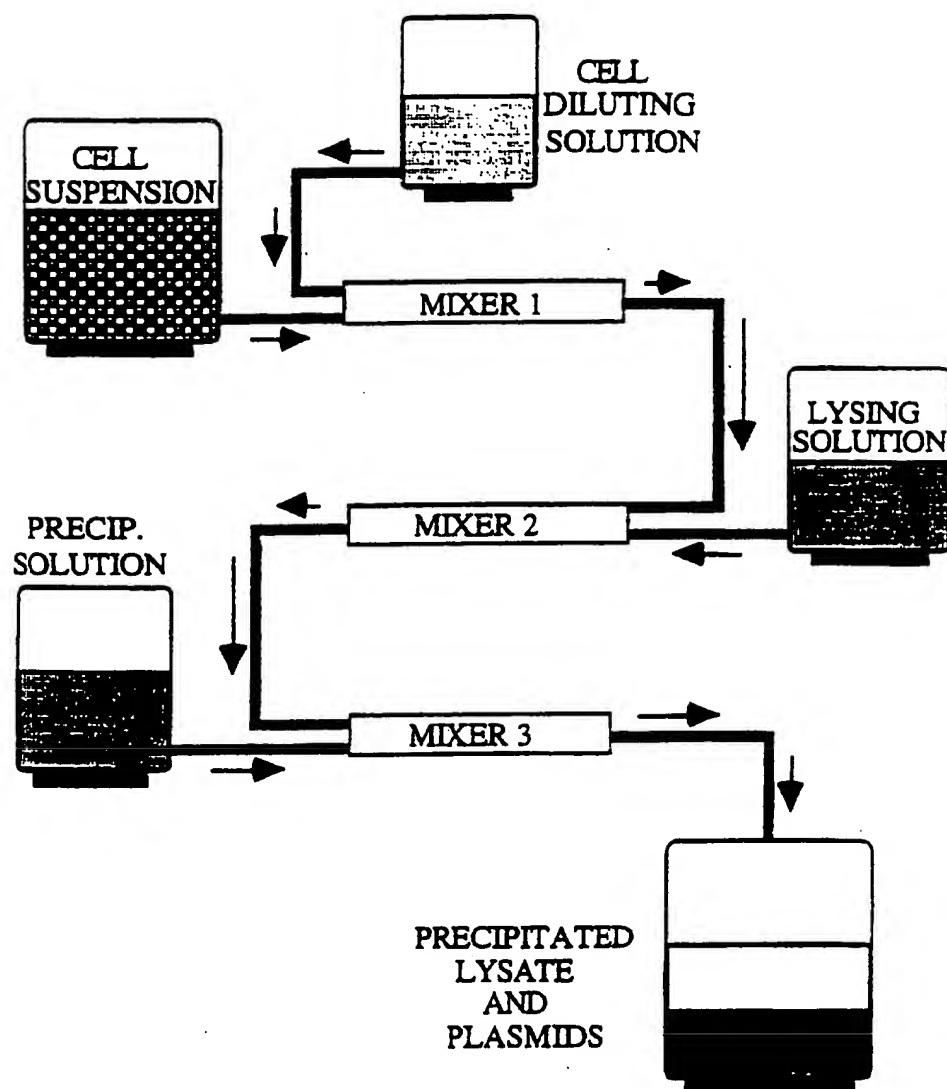 CELL
DILUTING
SOLUTION
CELL
SUSPENSION
MIXER 1
LYSING
SOLUTION
MIXER 2
PRECIP.
SOLUTION
MIXER 3
PRECIPITATED
LYSATE
AND
PLASMIDS